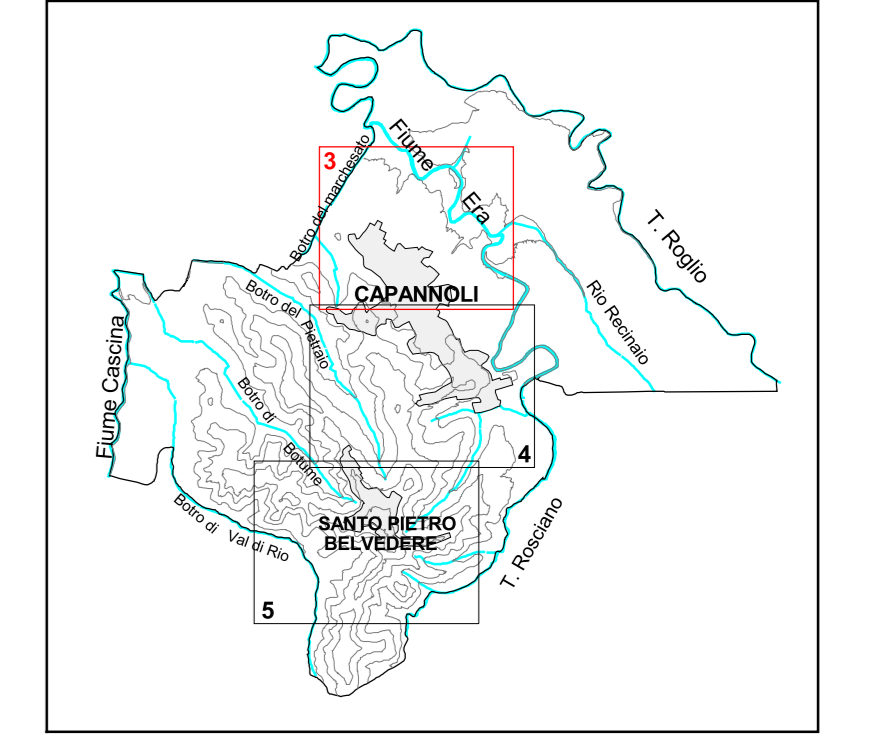 Fiume
Era
3
Botro del marchesato
T. Roglio
CAPANNOLI
Botro del Pietraio
Rio Recinaio
Fiume Cascina
Botro di
Botume
4
Botro di Val di Rio
SANTO PIETRO
BELVEDERE
T. Rosciano
5